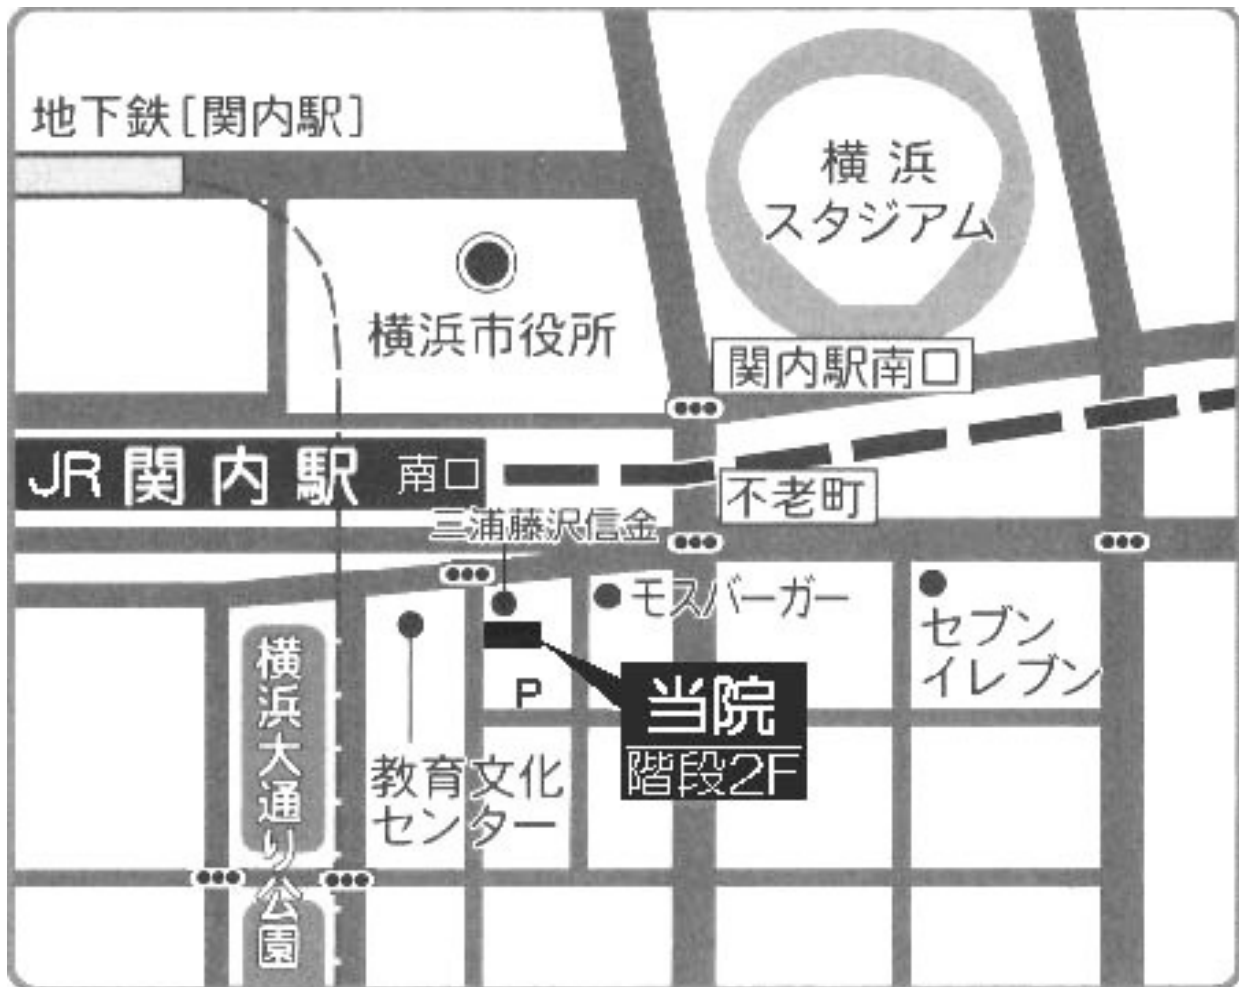 地下鉄[関内駅]
横浜
スタジアム
横浜市役所
関内駅南口
JR 関内駅 南口
不老町
三浦藤沢信金
モスバーガー
セブン
イレブン
横浜大通り公園
P
当院
階段2F
教育文化
センター